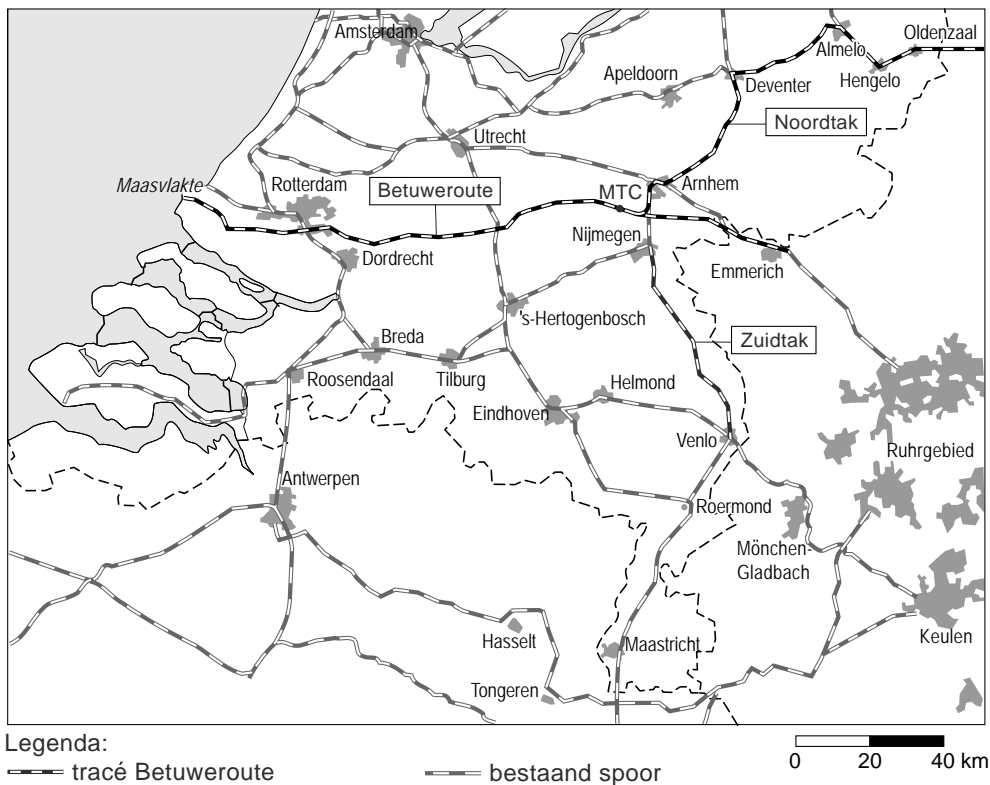 Amsterdam
Oldenzaal
Almelo
Hengelo
Apeldoorn
Deventer
Noordtak
Utrecht
Maasvlakte
Rotterdam
Betuweroute
MTC
Arnhem
Nijmegen
Dordrecht
Emmerich
's-Hertogenbosch
Zuidtak
Breda
Roosendaal
Tilburg
Helmond
Eindhoven
Venlo
Ruhrgebied
Antwerpen
Roermond
Mönchen-
Gladbach
Hasselt
Maastricht
Keulen
Tongeren
Legenda:
tracé Betuweroute
bestaand spoor
0 20 40 km